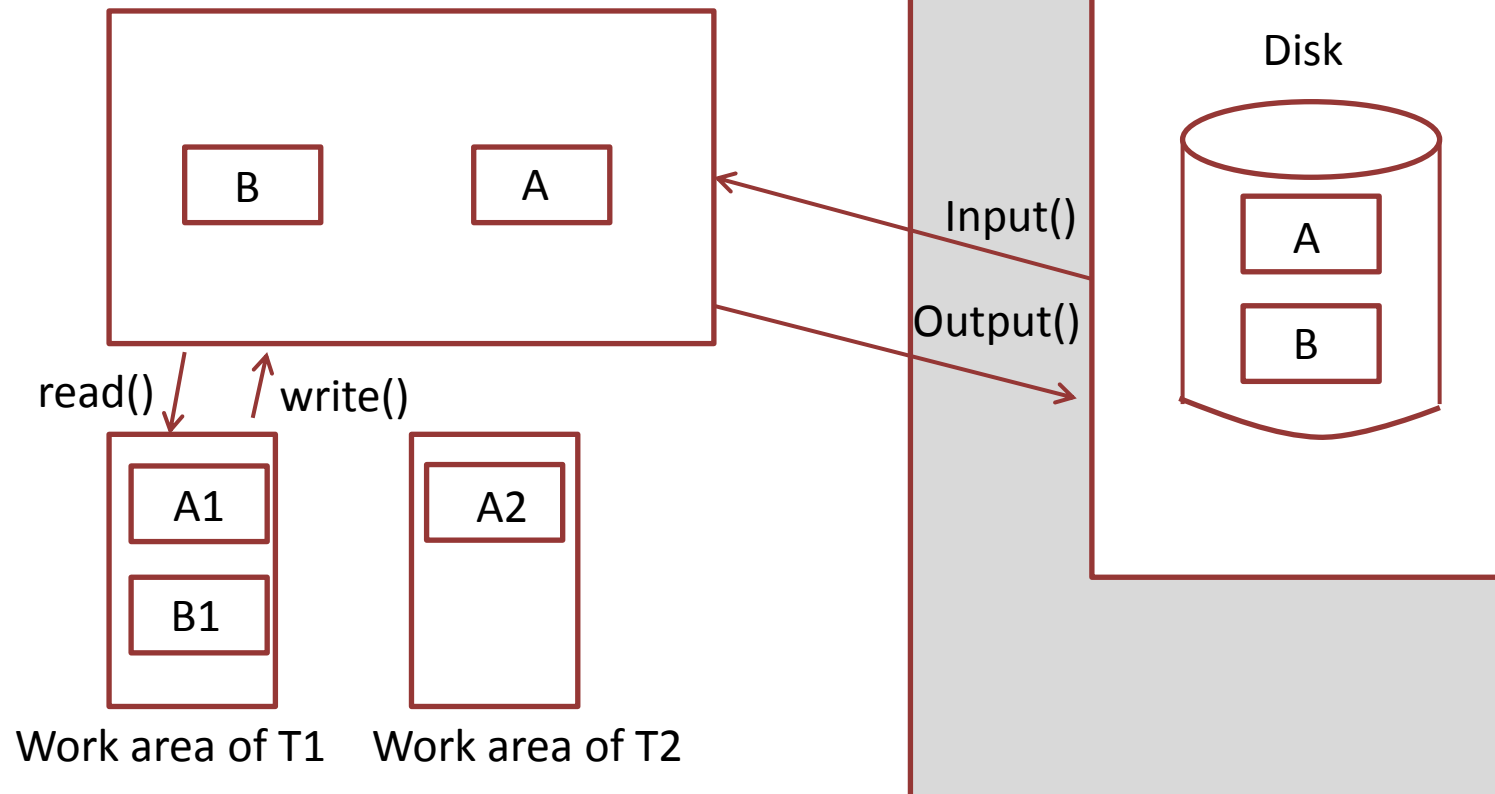 Disk
B
A
Input()
A
Output()
B
read()
write()
A1
A2
B1
Work area of T1
Work area of T2